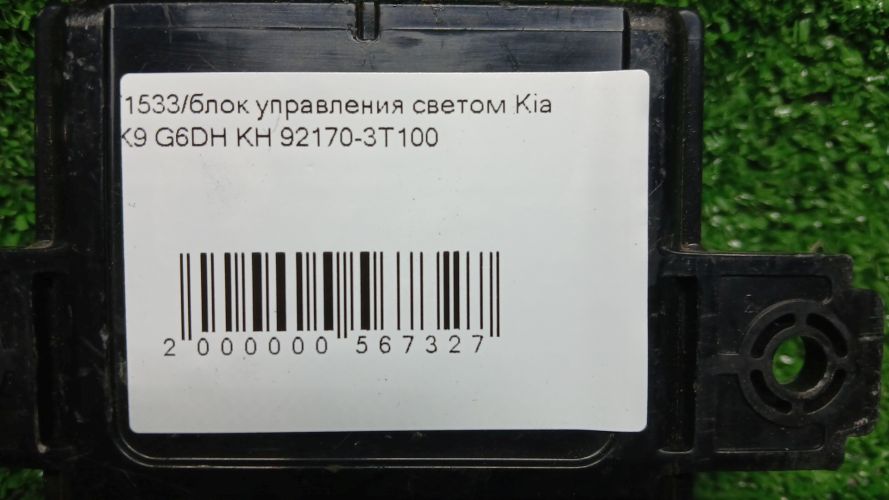 1533/блок управления светом Kia
K9 G6DH KH 92170-3T100
2 000000 567327